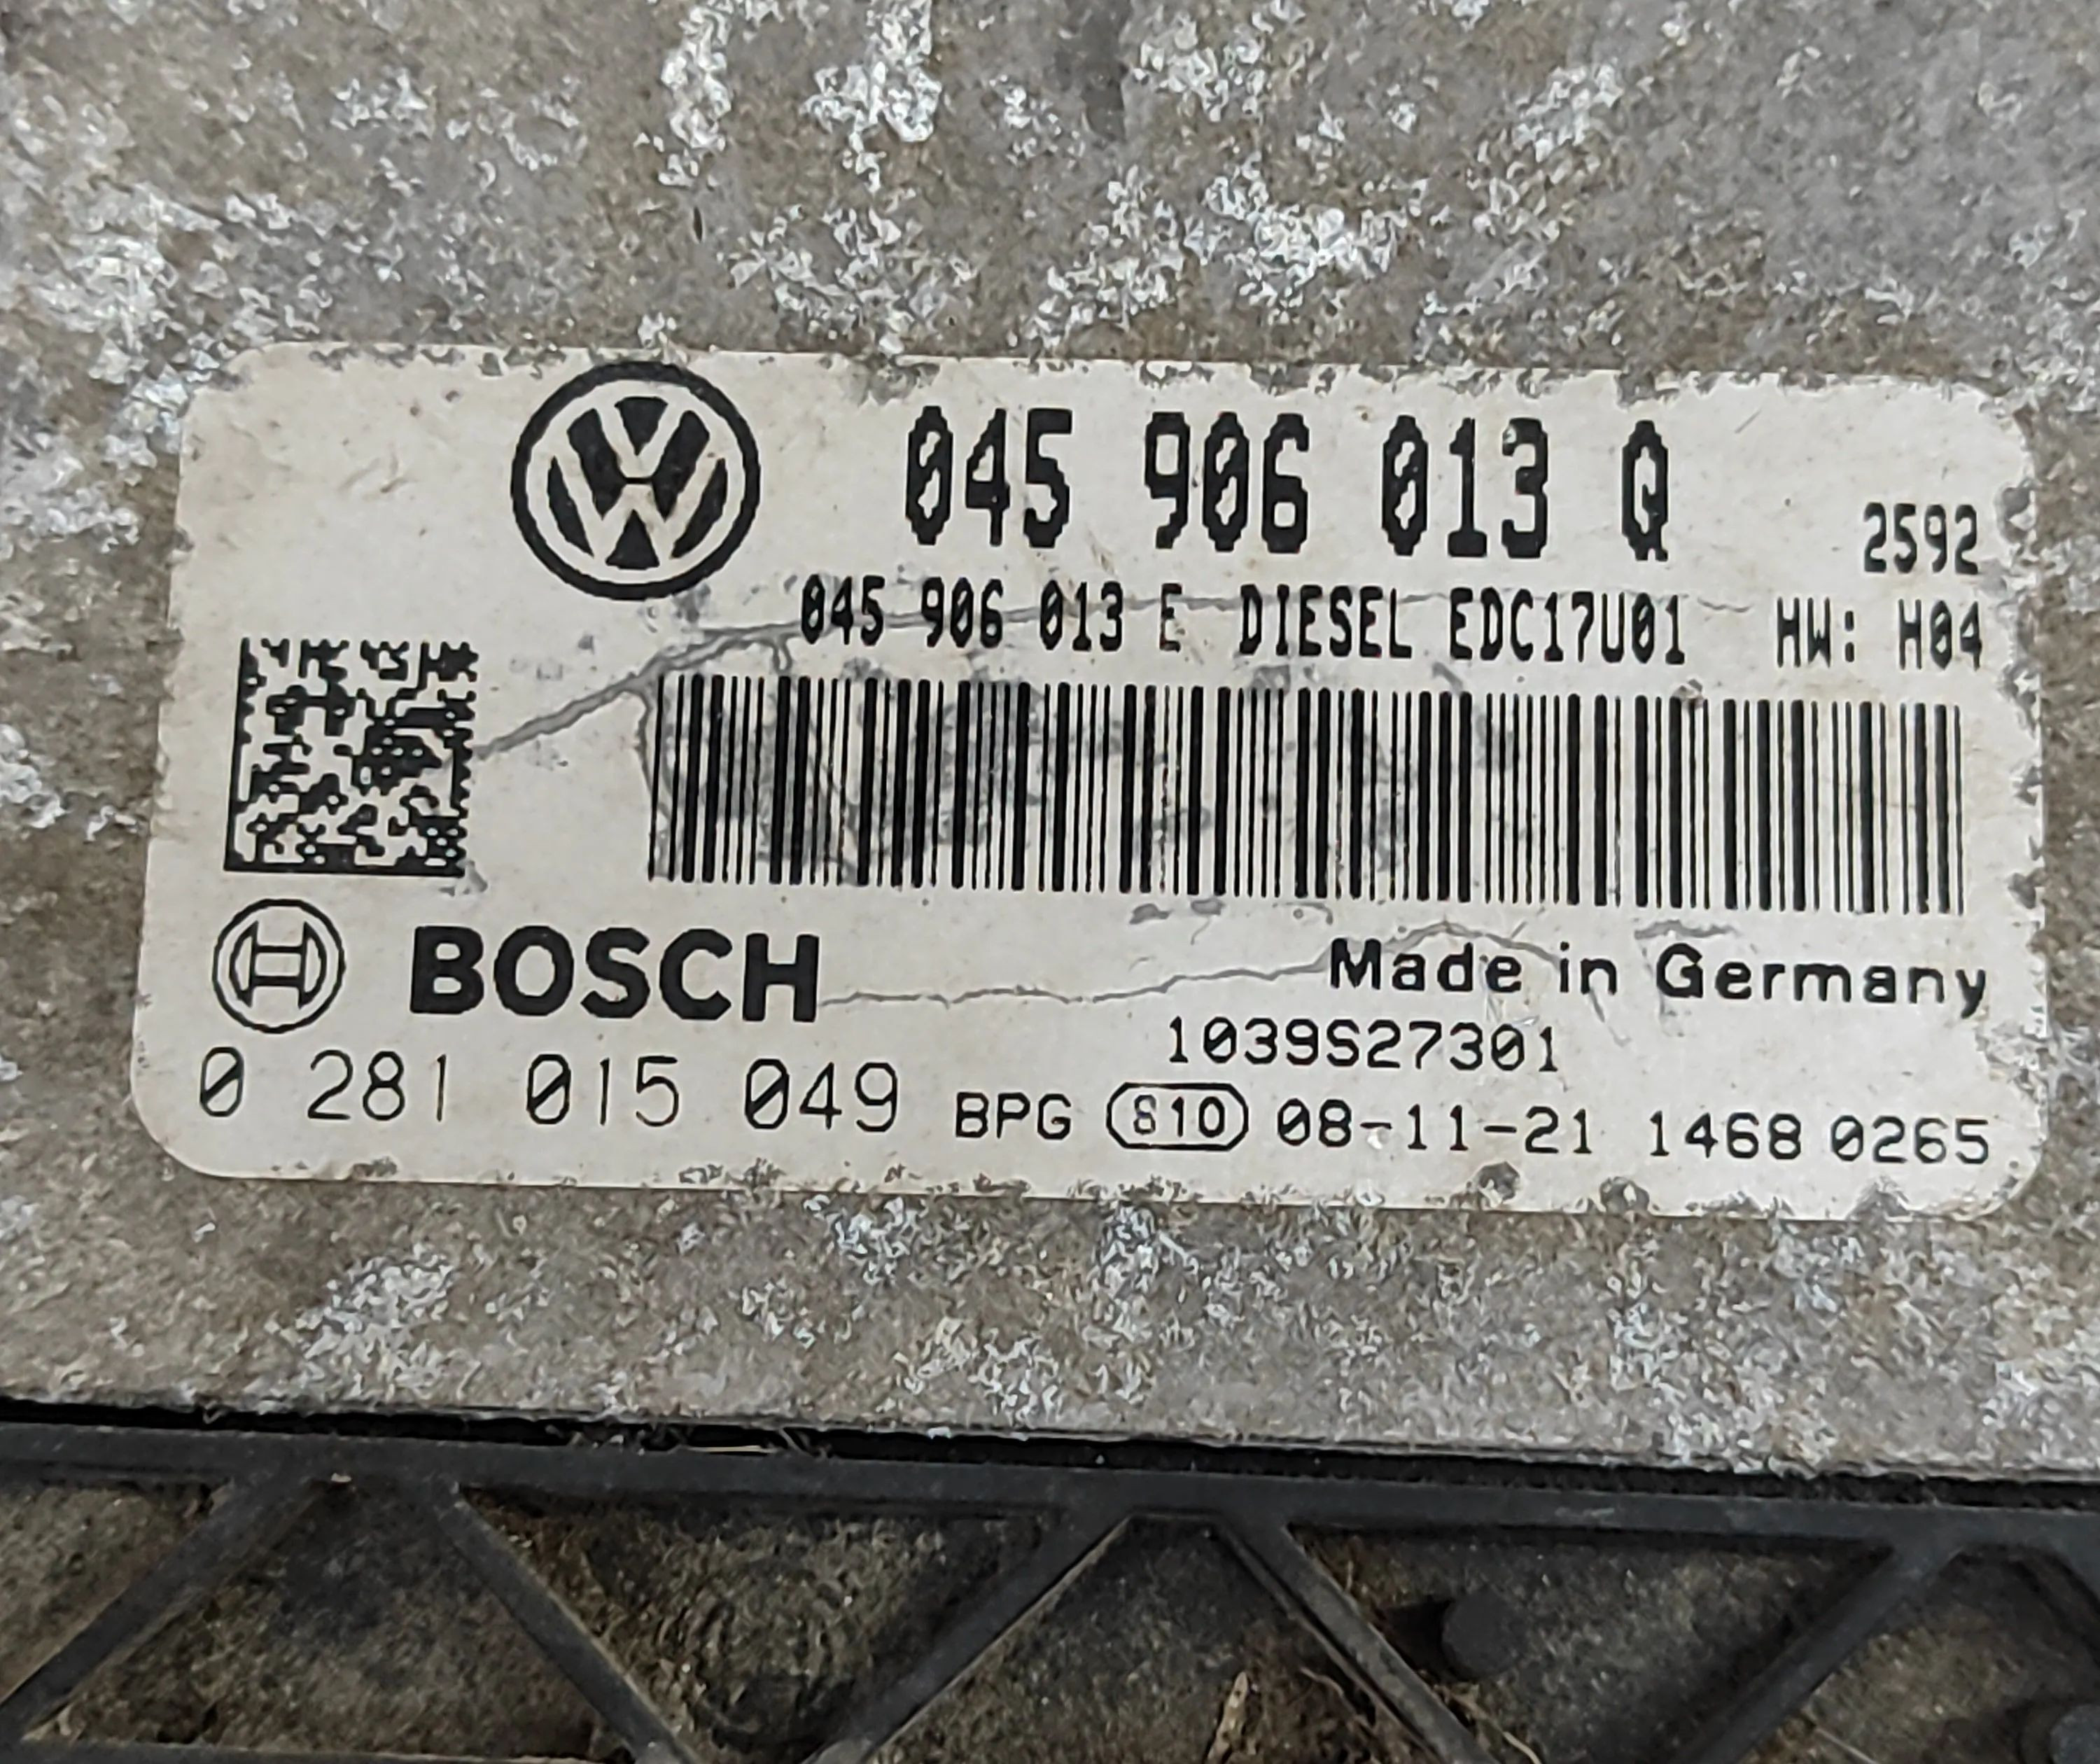 045 906 013 Q
2592
045 906 013 E DIESEL EDC17U01 HW: H04
BOSCH
Made in Germany
1039S27301
0 281 015 049 BPG S10 08-11-21 1468 0265